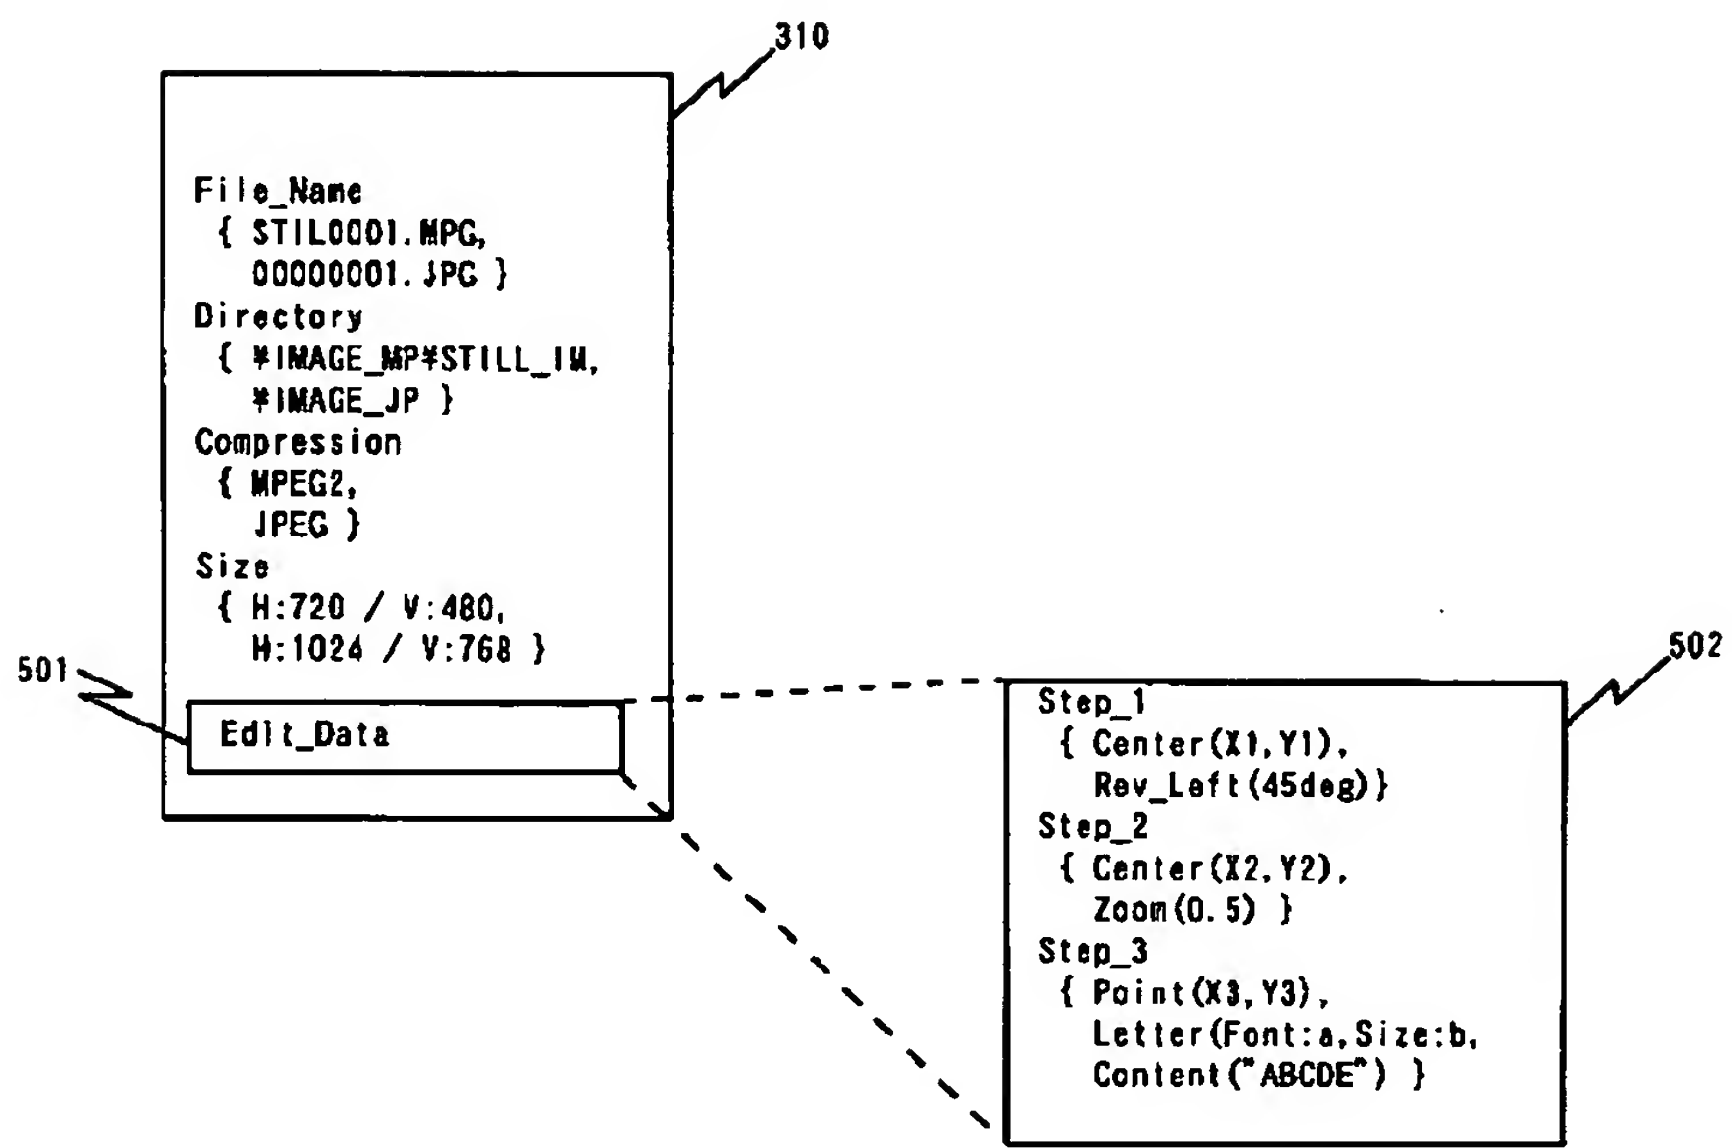 310
File_Name
{ STIL0001.MPG,
00000001.JPG }
Directory
{ ¥IMAGE_MP¥STILL_IM,
¥IMAGE_JP }
Compression
{ MPEG2,
JPEG }
Size
{ H:720 / V:480,
H:1024 / V:768 }
501
Edit_Data
502
Step_1
{ Center(X1,Y1),
Rev_Left(45deg)}
Step_2
{ Center(X2,Y2),
Zoom(0.5) }
Step_3
{ Point(X3,Y3),
Letter(Font:a,Size:b,
Content("ABCDE") }